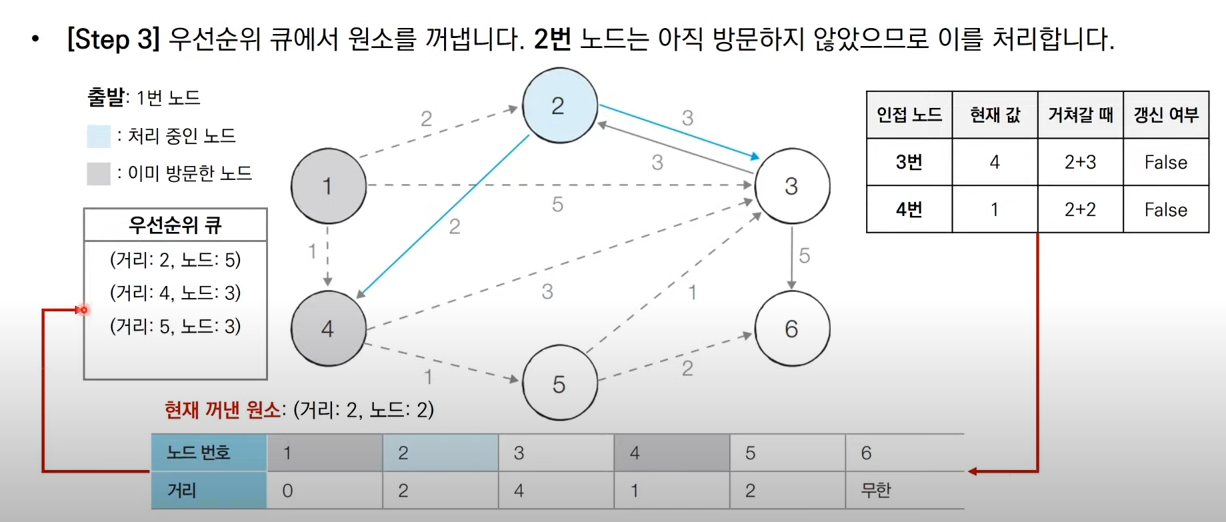 • [Step 3] 우선순위 큐에서 원소를 꺼냅니다. 2번 노드는 아직 방문하지 않았으므로 이를 처리합니다.
출발: 1번 노드
: 처리 중인 노드
: 이미 방문한 노드
우선순위 큐
(거리: 2, 노드: 5)
(거리: 4, 노드: 3)
(거리: 5, 노드: 3)
2
2
3
3
1
5
3
2
1
5
3
1
4
6
1
2
5
인접 노드 현재 값 거쳐갈 때 갱신 여부
3번 4 2+3 False
4번 1 2+2 False
현재 꺼낸 원소: (거리: 2, 노드: 2)
노드 번호 1 2 3 4 5 6
거리 0 2 4 1 2 무한